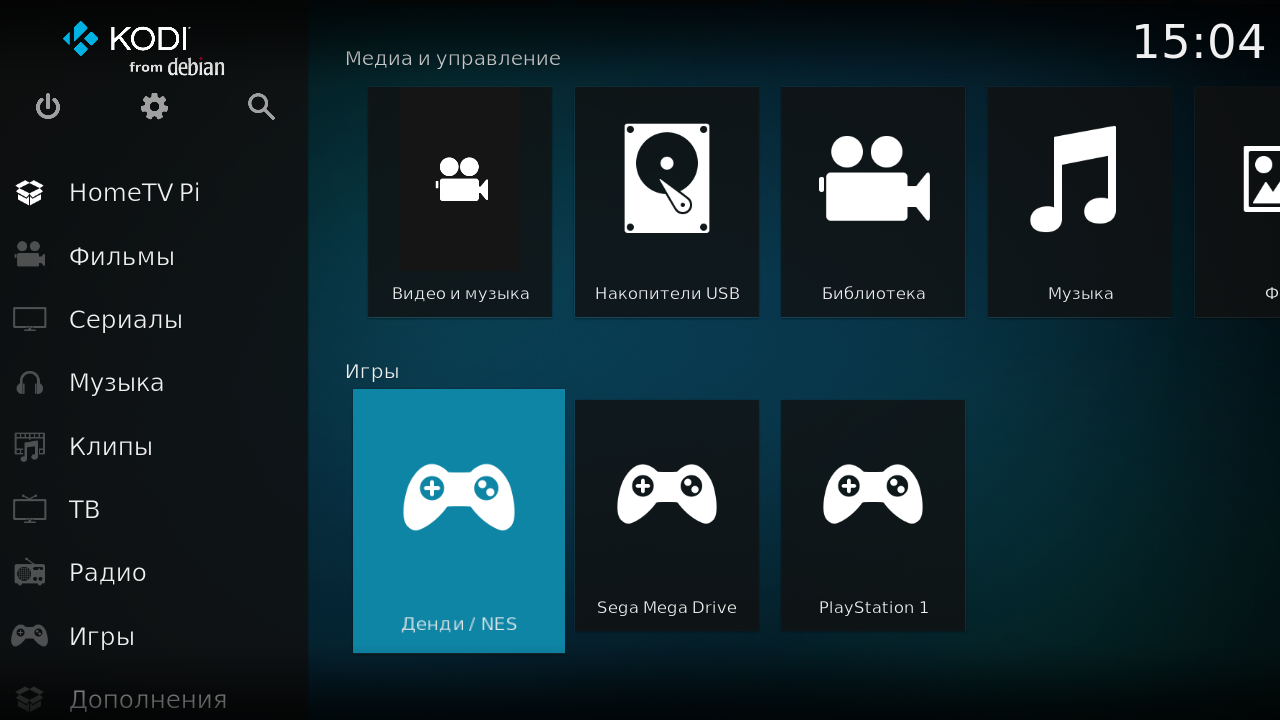 KODI
from debian
15:04
HomeTV Pi
Фильмы
Сериалы
Музыка
Клипы
ТВ
Радио
Игры
Дополнения
Медиа и управление
Видео и музыка
Накопители USB
Библиотека
Музыка
Ф
Игры
Денди / NES
Sega Mega Drive
PlayStation 1